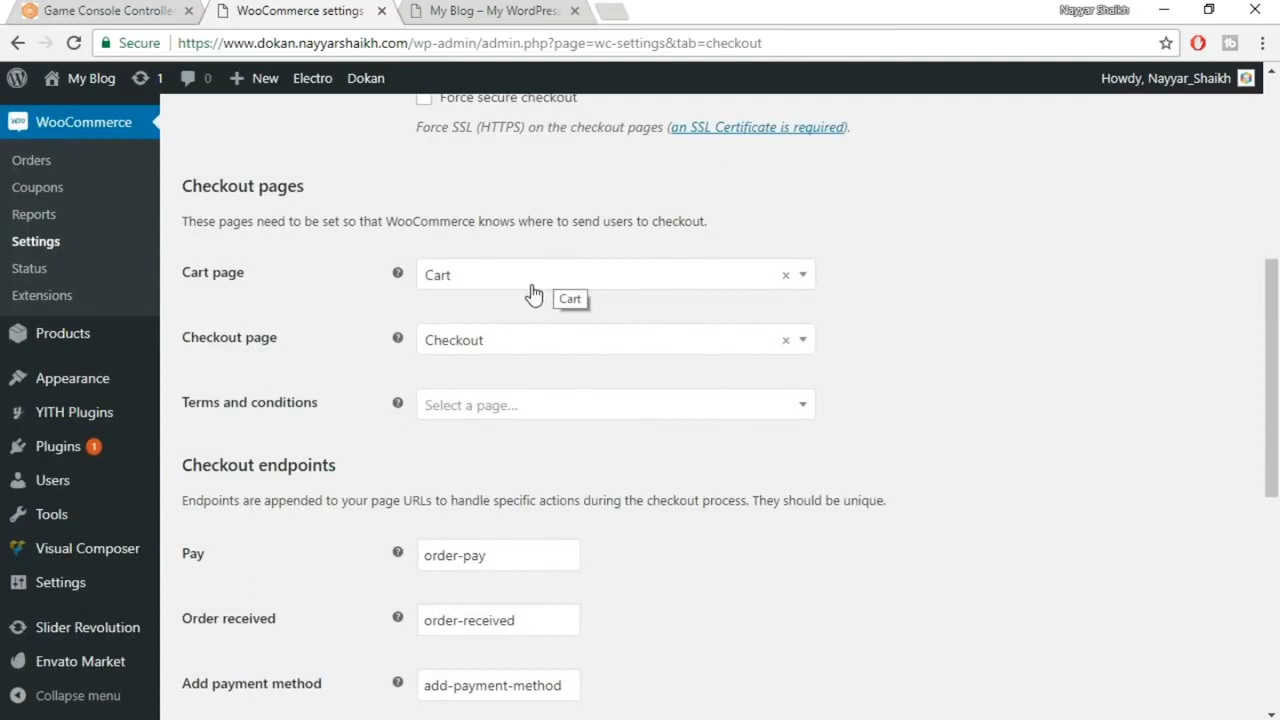 Game Console Controlle
WooCommerce settings
My Blog – My WordPres
Nayyar Shaikh
Secure
https://www.dokan.nayyarshaikh.com/wp-admin/admin.php?page=wc-settings&tab=checkout
My Blog 1 0 New Electro Dokan Howdy, Nayyar_Shaikh
WooCommerce
Orders
Coupons
Reports
Settings
Status
Extensions
Products
Appearance
YITH Plugins
Plugins 1
Users
Tools
Visual Composer
Settings
Slider Revolution
Envato Market
Collapse menu
Force secure checkout
Force SSL (HTTPS) on the checkout pages (an SSL Certificate is required).
Checkout pages
These pages need to be set so that WooCommerce knows where to send users to checkout.
Cart page Cart
Cart
Checkout page Checkout
Terms and conditions Select a page...
Checkout endpoints
Endpoints are appended to your page URLs to handle specific actions during the checkout process. They should be unique.
Pay order-pay
Order received order-received
Add payment method add-payment-method